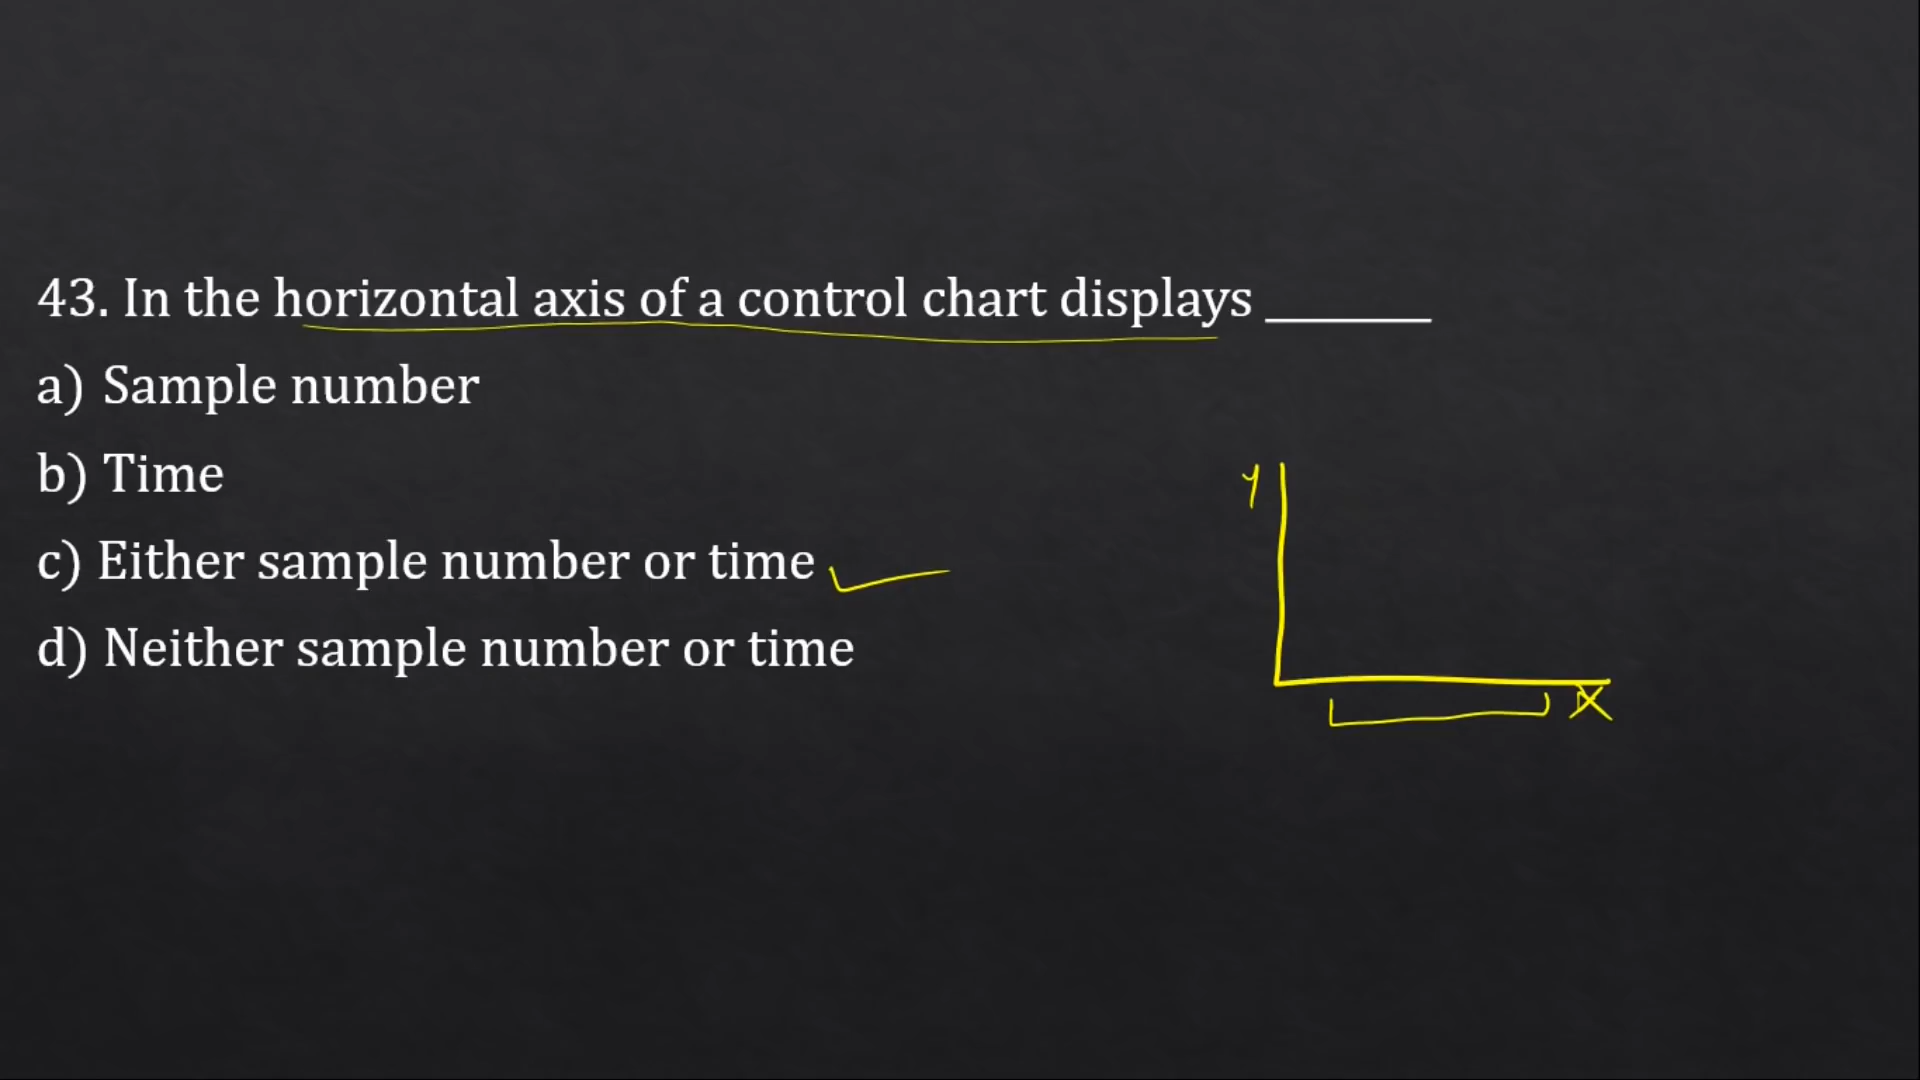 43. In the horizontal axis of a control chart displays ________
a) Sample number
b) Time
c) Either sample number or time
d) Neither sample number or time
y
X